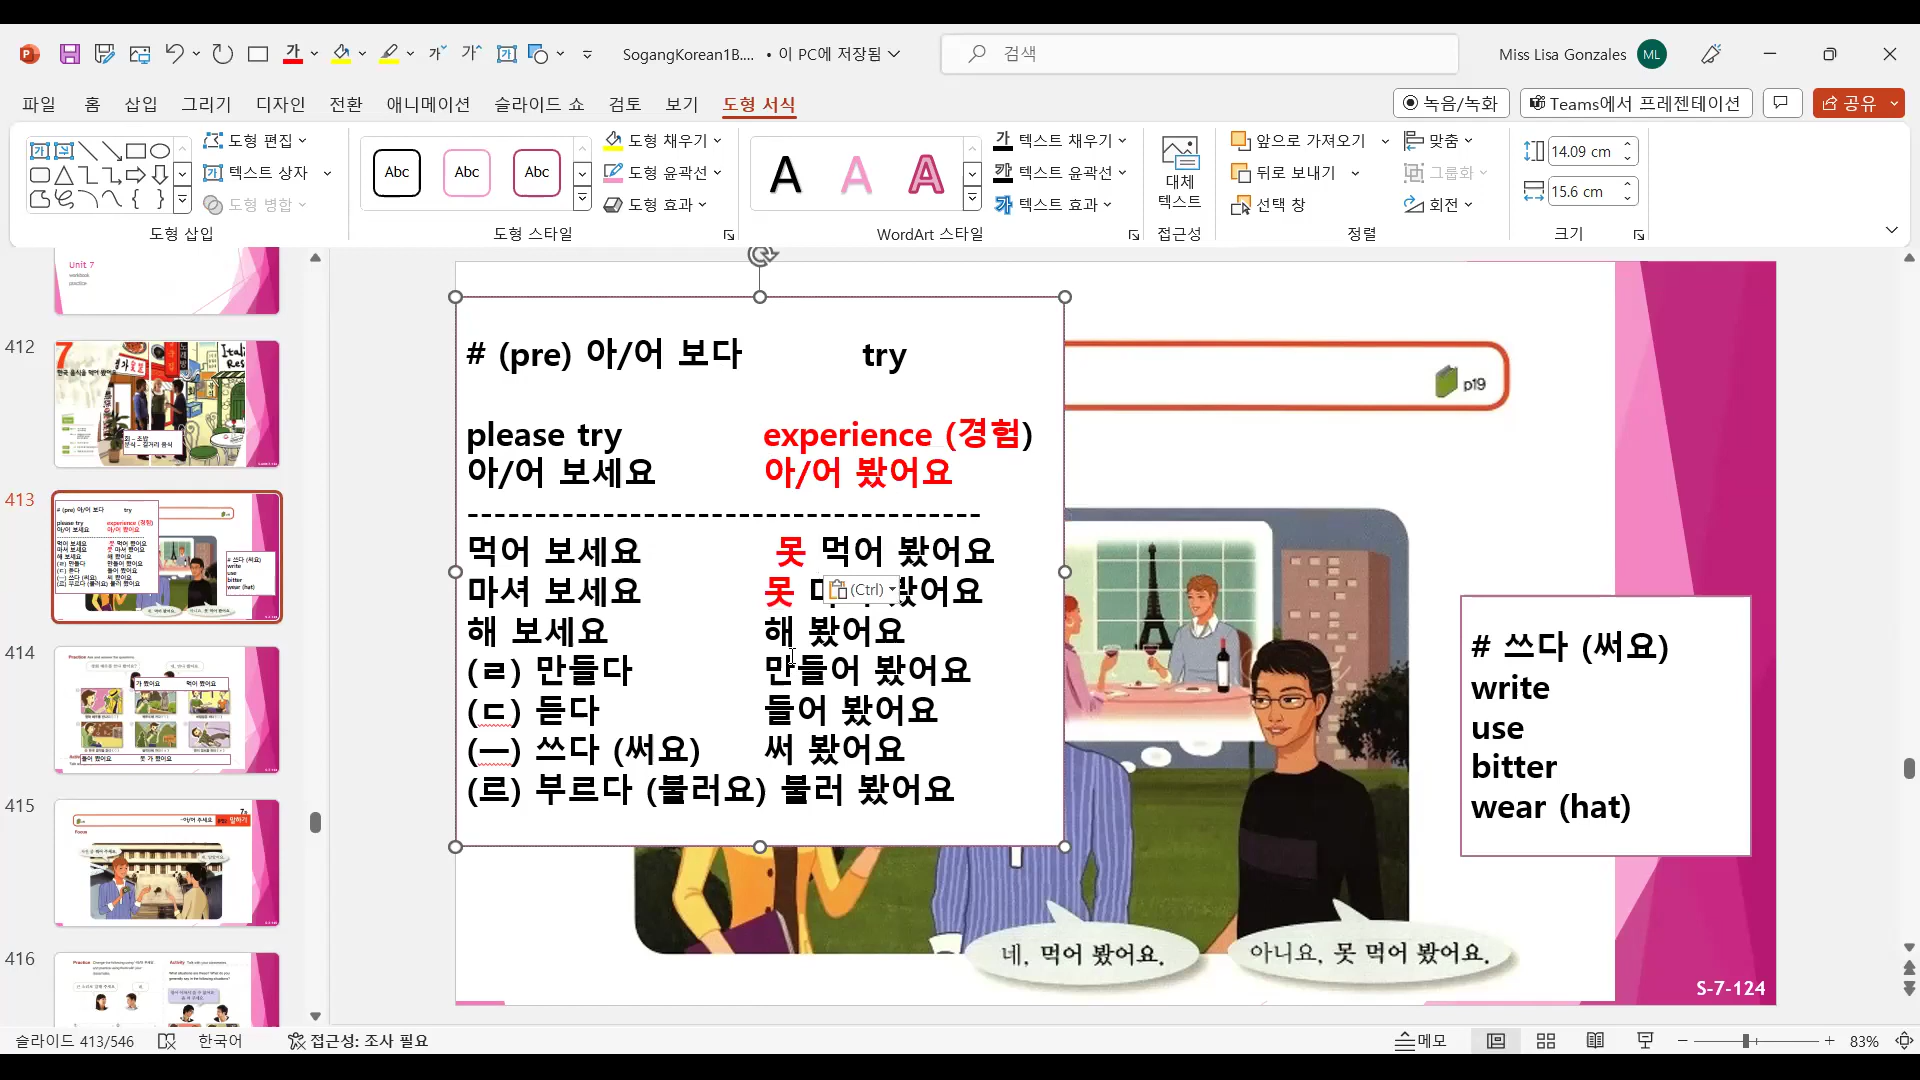 SogangKorean1B.... • 이 PC에 저장됨
검색
Miss Lisa Gonzales ML
파일 홈 삽입 그리기 디자인 전환 애니메이션 슬라이드 쇼 검토 보기 도형 서식
녹음/녹화 Teams에서 프레젠테이션 공유
도형 편집
텍스트 상자
도형 병합
도형 삽입
Abc Abc Abc
도형 채우기
도형 윤곽선
도형 효과
도형 스타일
A A A
텍스트 채우기
텍스트 윤곽선
텍스트 효과
WordArt 스타일
대체
텍스트
접근성
앞으로 가져오기
뒤로 보내기
선택 창
맞춤
그룹화
회전
정렬
14.09 cm
15.6 cm
크기
Unit 7
workbook
practice
412
7
413
414
415
416
# (pre) 아/어 보다 try
please try experience (경험)
아/어 보세요 아/어 봤어요
--------------------------------------
먹어 보세요 못 먹어 봤어요
마셔 보세요 못
(Ctrl)
봤어요
해 보세요 해 봤어요
(ㄹ) 만들다 만들어 봤어요
(ㄷ) 듣다 들어 봤어요
(ㅡ) 쓰다 (써요) 써 봤어요
(르) 부르다 (불러요) 불러 봤어요
p19
# 쓰다 (써요)
write
use
bitter
wear (hat)
네, 먹어 봤어요.
아니요, 못 먹어 봤어요.
S-7-124
슬라이드 413/546 한국어 접근성: 조사 필요
메모
83%